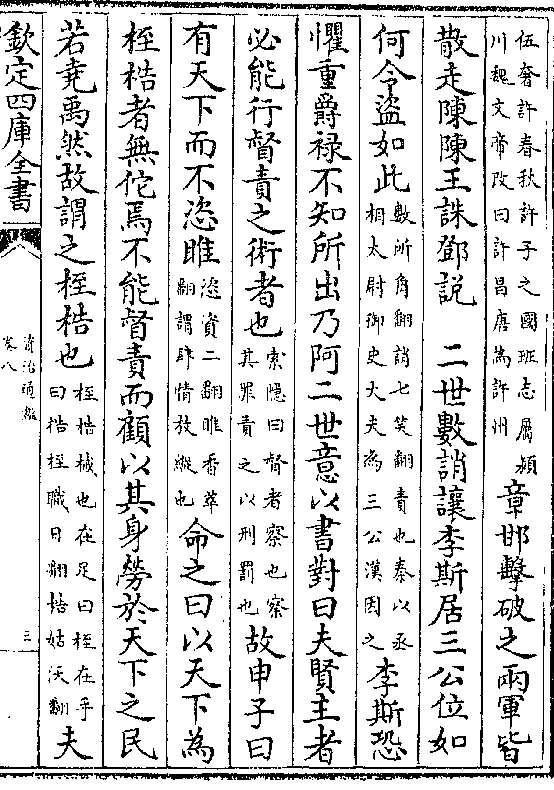 伍奢許春秋許子之國班志屬潁
川魏文帝改曰許昌唐為許州
章邯擊破之兩軍皆
散走陳陳王誅鄧說　二世數誚讓李斯居三公位如
何令盜如此
數所角翻誚七笑翻責也秦以丞
相太尉御史大夫為三公漢因之
李斯恐
懼重爵祿不知所出乃阿二世意以書對曰夫賢主者
必能行督責之術者也
索隱曰督者察也察
其罪責之以刑罰也
故申子曰
有天下而不恣睢
恣資二翻睢香萃
翻謂肆情放縱也
命之曰以天下為
桎梏者無佗焉不能督責而顧以其身勞於天下之民
若堯禹然故謂之桎梏也
桎梏械也在足曰桎在手
曰梏桎職日翻梏姑沃翻
夫
欽定四庫全書
資治通鑑
卷八
三